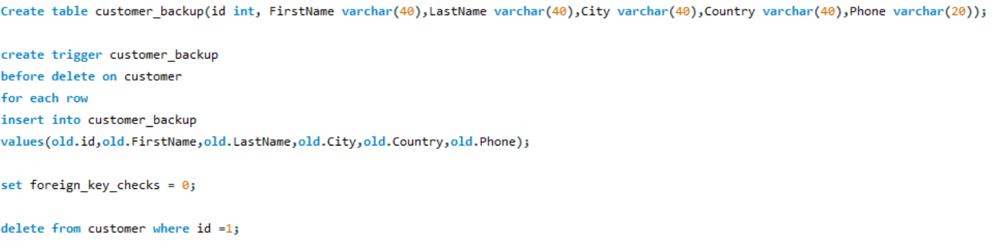 Create table customer_backup(id int, FirstName varchar(40),LastName varchar(40),City varchar(40),Country varchar(40),Phone varchar(20));
create trigger customer_backup
before delete on customer
for each row
insert into customer_backup
values(old.id,old.FirstName,old.LastName,old.City,old.Country,old.Phone);
set foreign_key_checks = 0;
delete from customer where id =1;